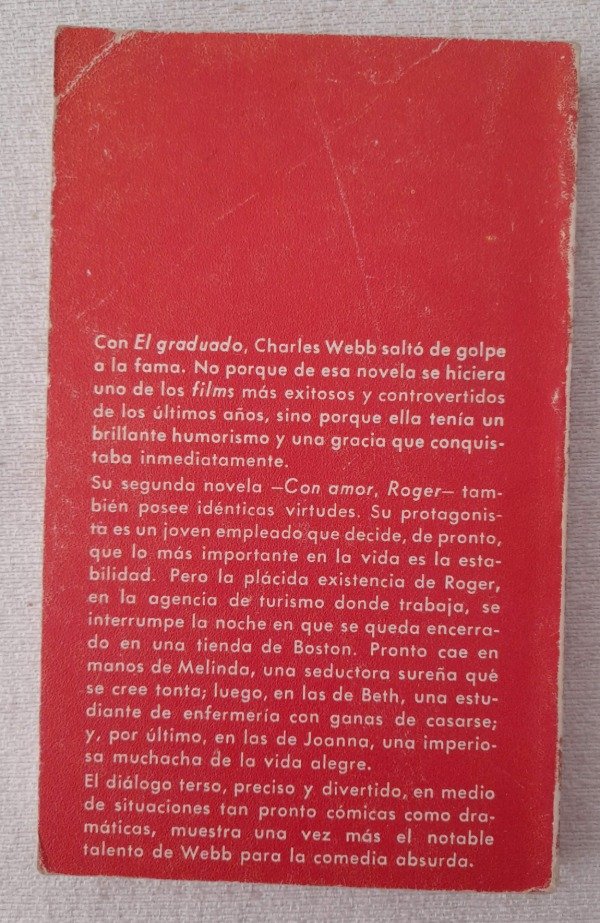 Con El graduado, Charles Webb saltó de golpe
a la fama. No porque de esa novela se hiciera
uno de los films más exitosos y controvertidos
de los últimos años, sino porque ella tenía un
brillante humorismo y una gracia que conquis-
taba inmediatamente.
Su segunda novela —Con amor, Roger— tam-
bién posee idénticas virtudes. Su protagonis-
ta es un joven empleado que decide, de pronto,
que lo más importante en la vida es la esta-
bilidad. Pero la plácida existencia de Roger,
en la agencia de turismo donde trabaja, se
interrumpe la noche en que se queda encerra-
do en una tienda de Boston. Pronto cae en
manos de Melinda, una seductora sureña que
se cree tonta; luego, en las de Beth, una estu-
diante de enfermería con ganas de casarse;
y, por último, en las de Joanna, una imperio-
sa muchacha de la vida alegre.
El diálogo terso, preciso y divertido, en medio
de situaciones tan pronto cómicas como dra-
máticas, muestra una vez más el notable
talento de Webb para la comedia absurda.